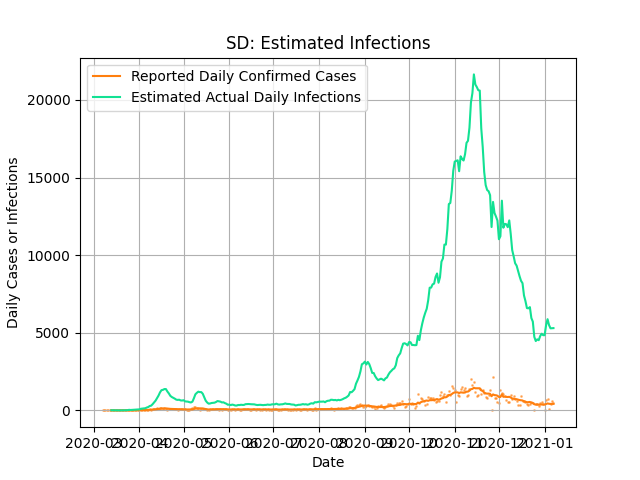 SD: Estimated Infections
Reported Daily Confirmed Cases
Estimated Actual Daily Infections
Daily Cases or Infections
20000
15000
10000
5000
0
2020-03 2020-04 2020-05 2020-06 2020-07 2020-08 2020-09 2020-10 2020-11 2020-12 2021-01
Date